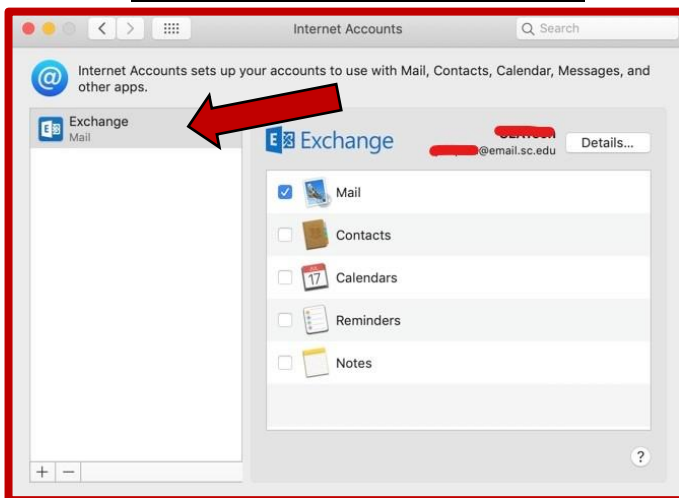 Internet Accounts
Search
Internet Accounts sets up your accounts to use with Mail, Contacts, Calendar, Messages, and
other apps.
Exchange
Mail
Exchange
@email.sc.edu
Details...
Mail
Contacts
17
Calendars
Reminders
Notes
?